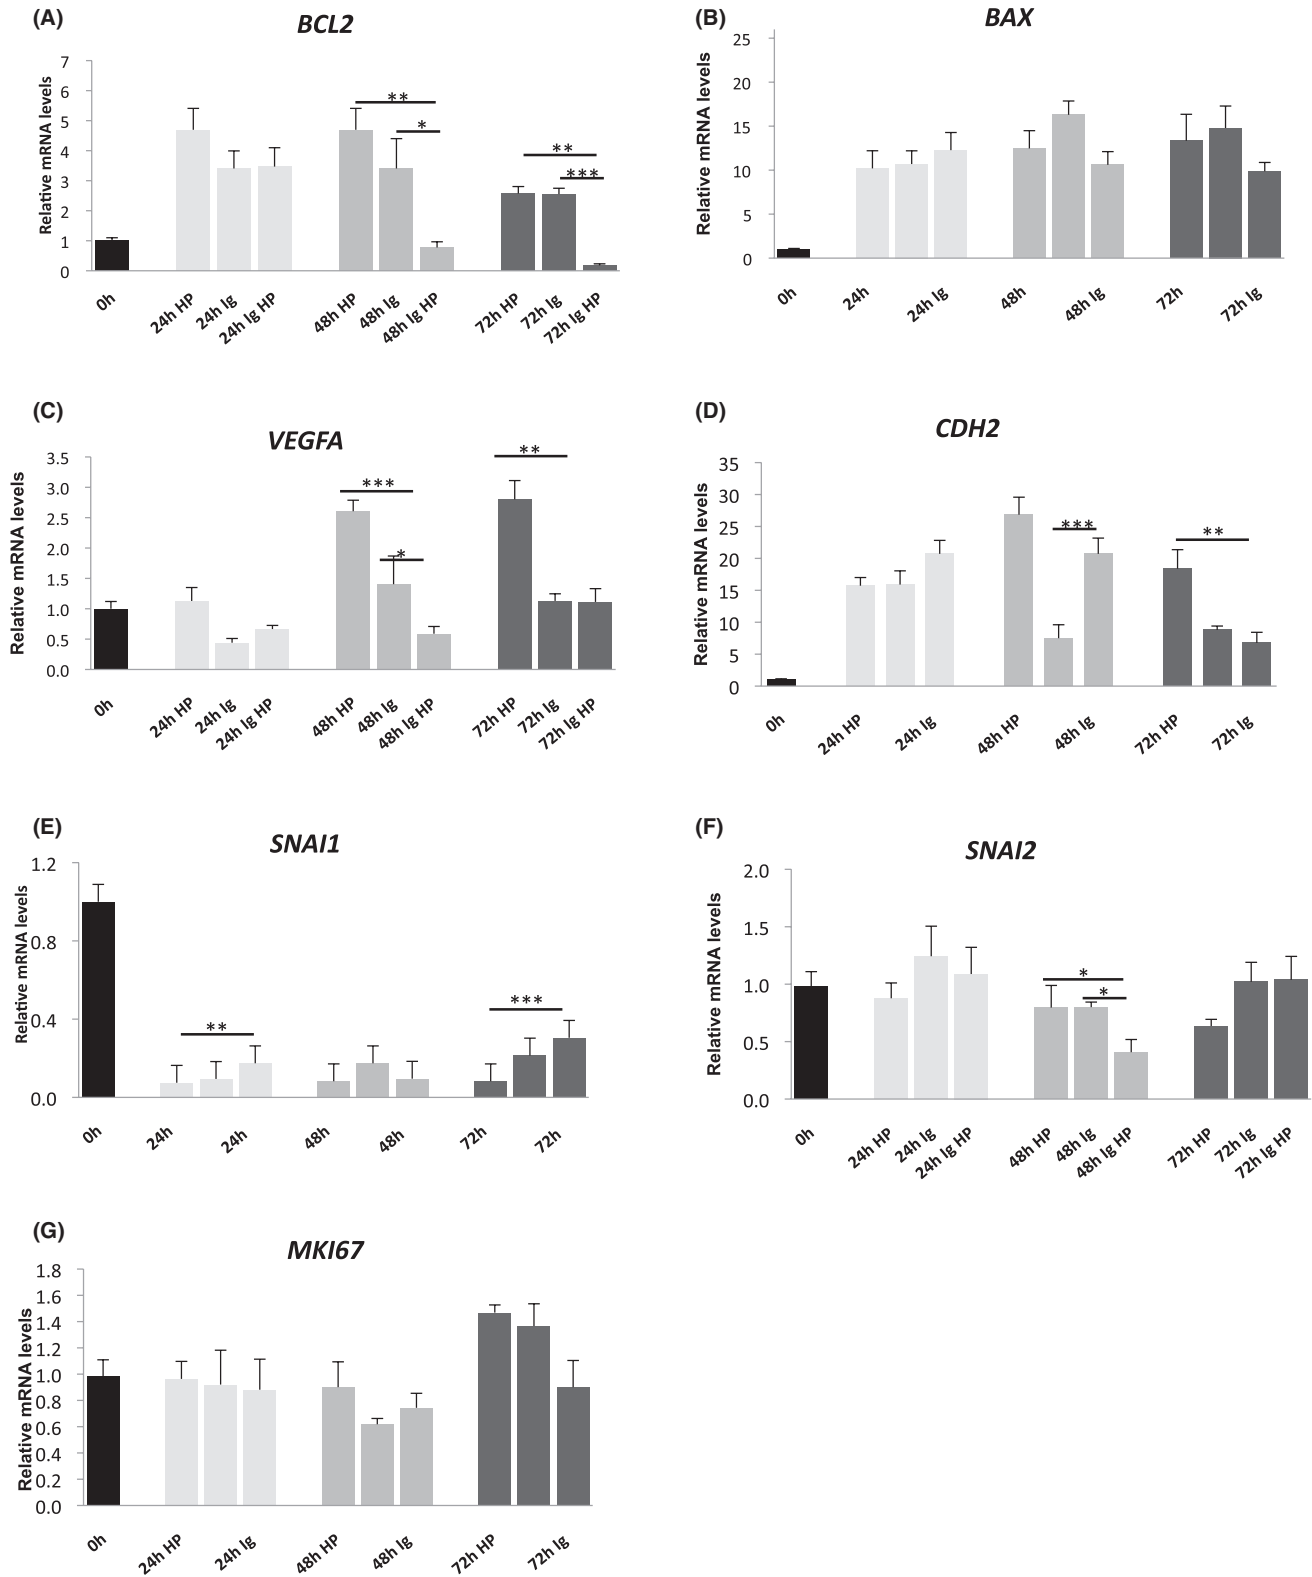 (A)
BCL2
Relative mRNA levels
7
6
5
4
3
2
1
0
**
*
**
***
0h
24h HP
24h Ig
24h Ig HP
48h HP
48h Ig
48h Ig HP
72h HP
72h Ig
72h Ig HP
(B)
BAX
Relative mRNA levels
25
20
15
10
5
0
0h
24h
24h Ig
48h
48h Ig
72h
72h Ig
(C)
VEGFA
Relative mRNA levels
3.5
3.0
2.5
2.0
1.5
1.0
0.5
0.0
***
*
**
0h
24h HP
24h Ig
24h Ig HP
48h HP
48h Ig
48h Ig HP
72h HP
72h Ig
72h Ig HP
(D)
CDH2
Relative mRNA levels
35
30
25
20
15
10
5
0
***
**
0h
24h HP
24h Ig
48h HP
48h Ig
72h HP
72h Ig
(E)
SNAI1
Relative mRNA levels
1.2
0.8
0.4
0.0
**
***
0h
24h
24h
48h
48h
72h
72h
(F)
SNAI2
Relative mRNA levels
2.0
1.5
1.0
0.5
0.0
*
*
0h
24h HP
24h Ig
24h Ig HP
48h HP
48h Ig
48h Ig HP
72h HP
72h Ig
72h Ig HP
(G)
MKI67
Relative mRNA levels
1.8
1.6
1.4
1.2
1.0
0.8
0.6
0.4
0.2
0.0
0h
24h HP
24h Ig
48h HP
48h Ig
72h HP
72h Ig